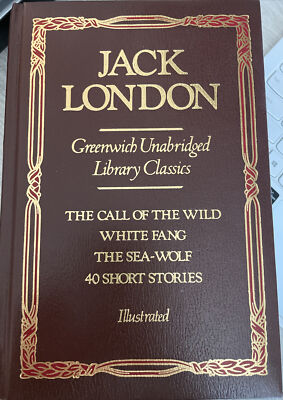 JACK
LONDON
Greenwich Unabridged
Library Classics
THE CALL OF THE WILD
WHITE FANG
THE SEA-WOLF
40 SHORT STORIES
Illustrated